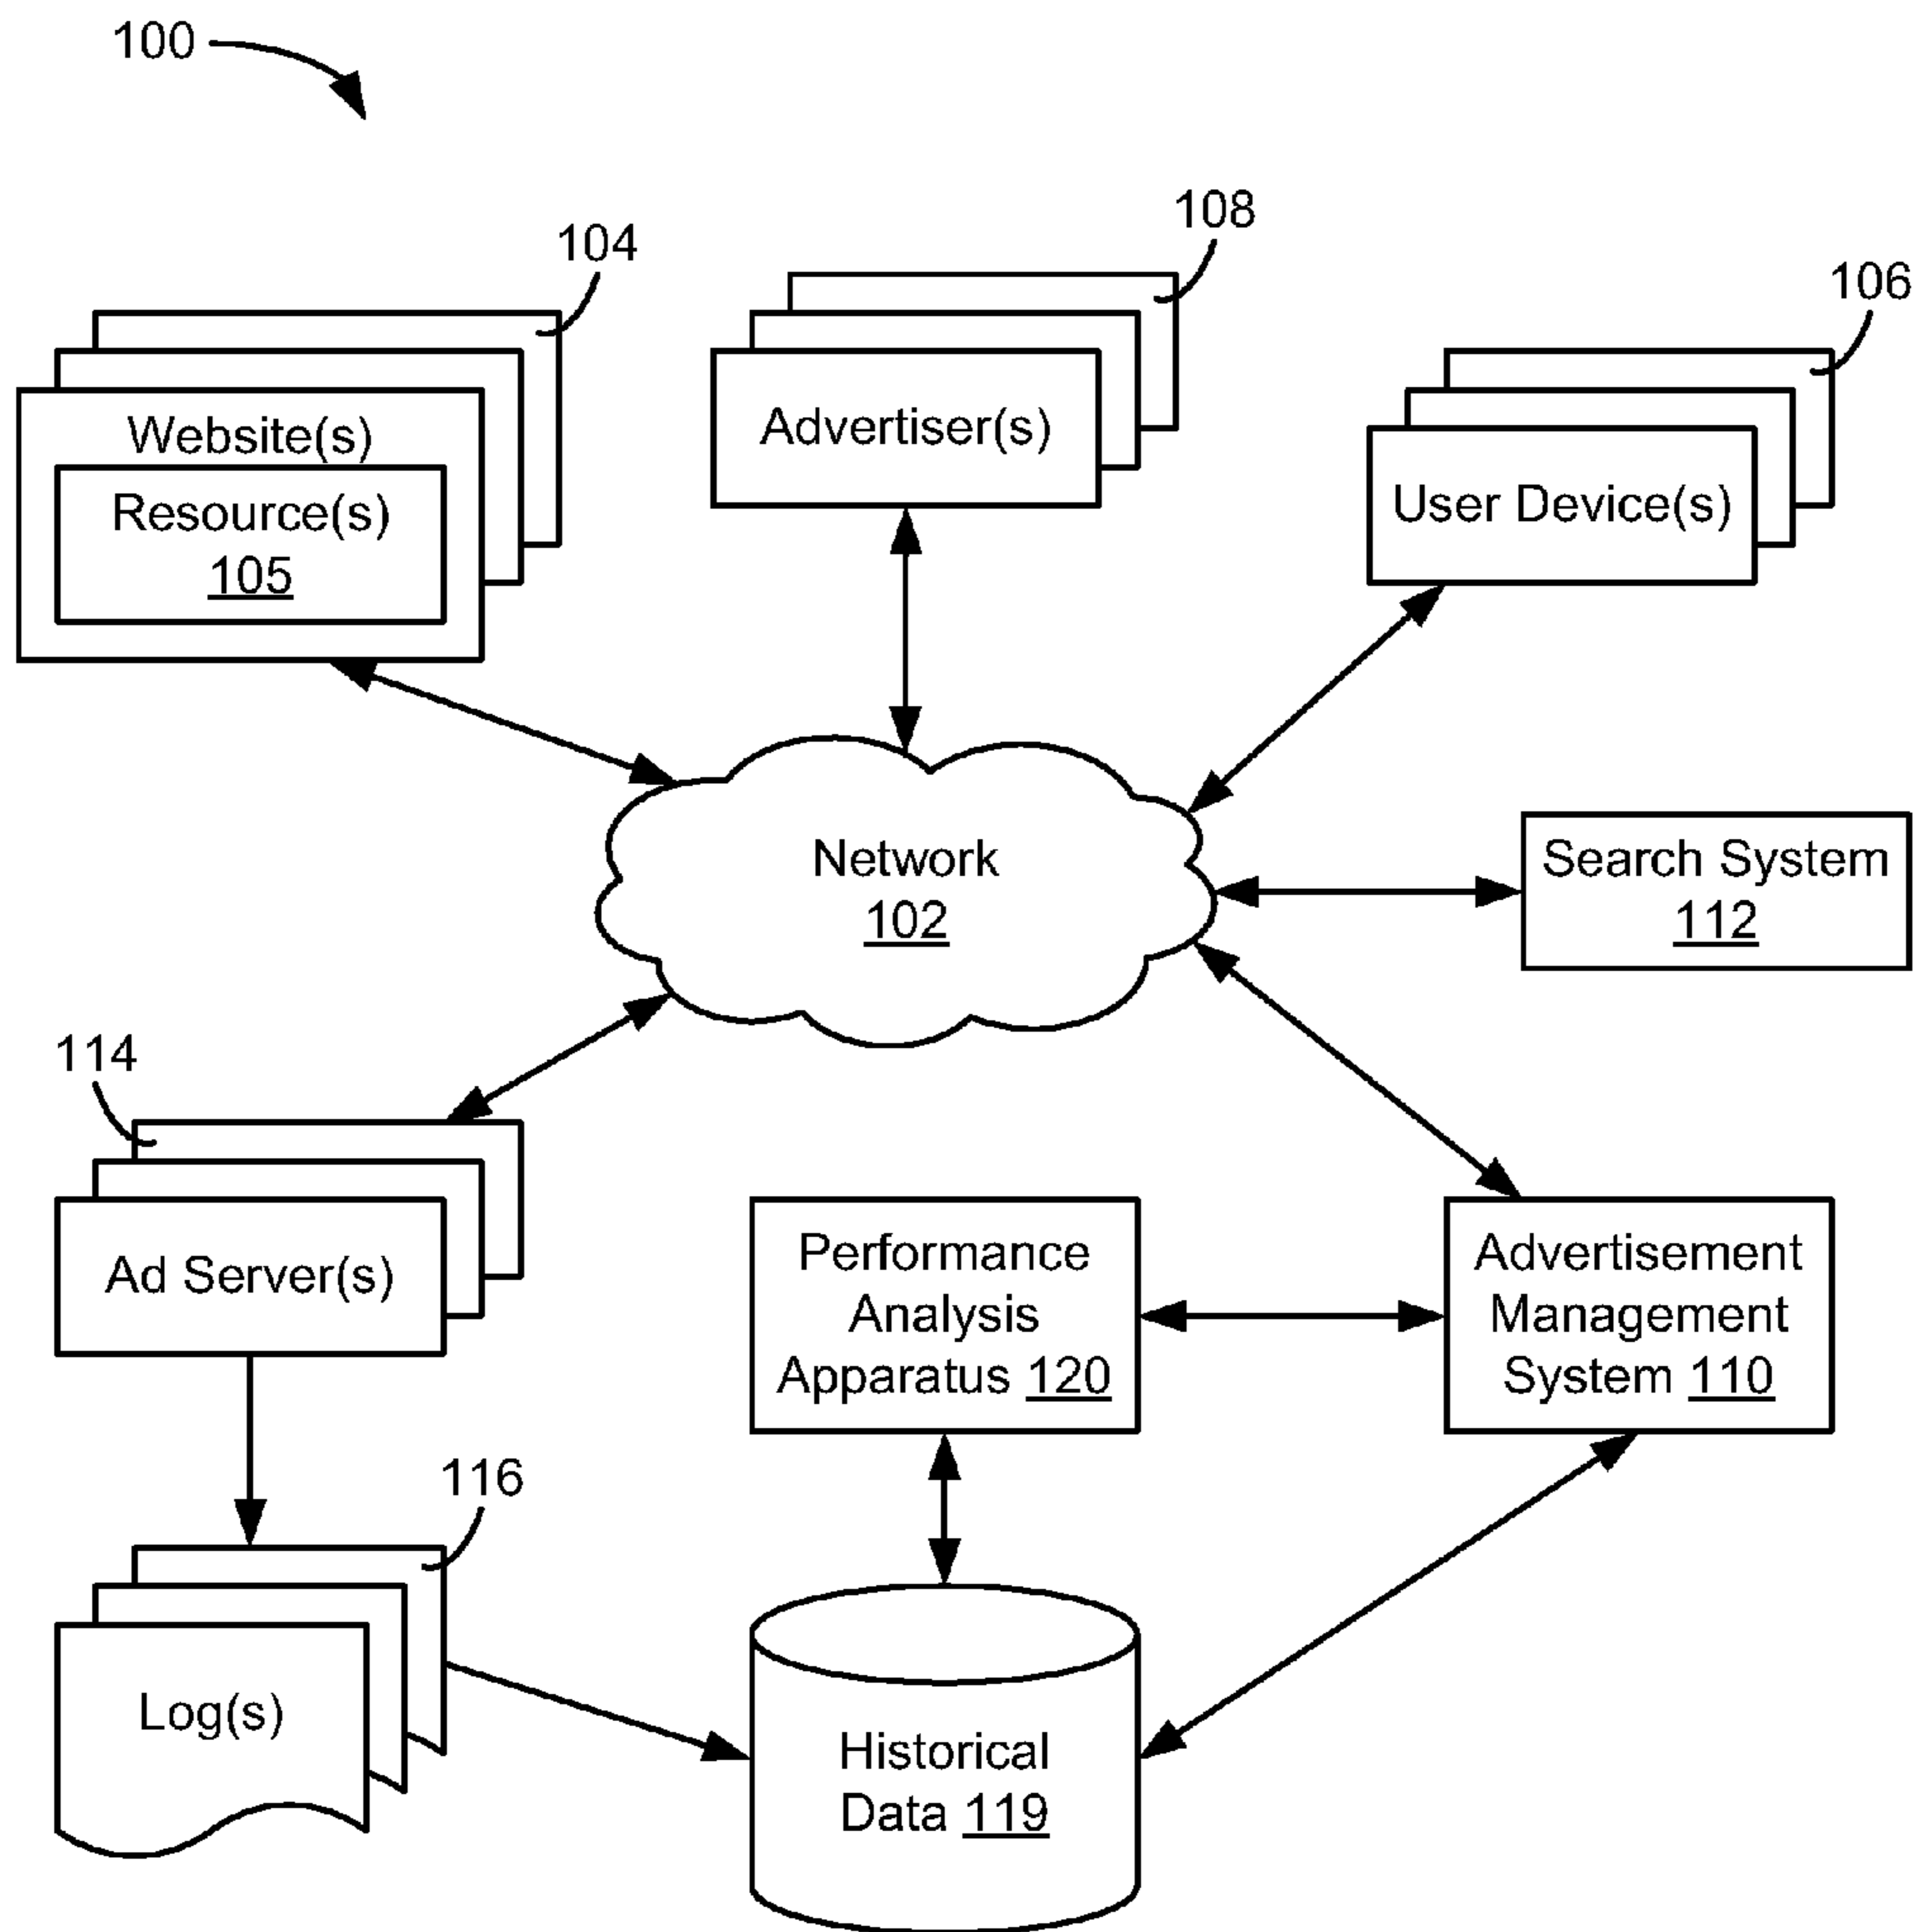 100
108
104
106
Website(s)
Resource(s)
105
Advertiser(s)
User Device(s)
Network
102
Search System
112
114
Ad Server(s)
Performance
Analysis
Apparatus 120
Advertisement
Management
System 110
116
Log(s)
Historical
Data 119